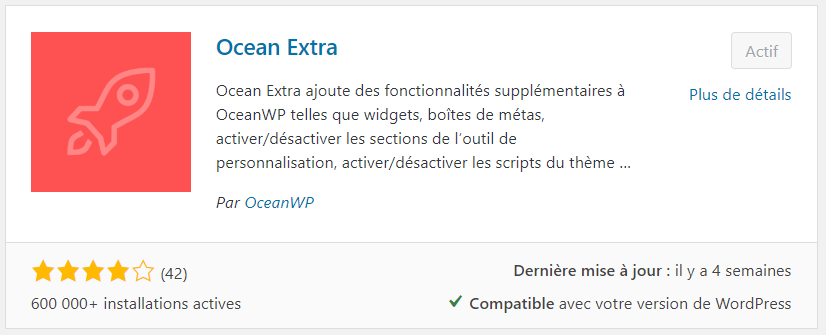 Ocean Extra
Actif
Plus de détails
Ocean Extra ajoute des fonctionnalités supplémentaires à
OceanWP telles que widgets, boîtes de métas,
activer/désactiver les sections de l’outil de
personnalisation, activer/désactiver les scripts du thème …
Par OceanWP
(42)
600 000+ installations actives
Dernière mise à jour : il y a 4 semaines
Compatible avec votre version de WordPress